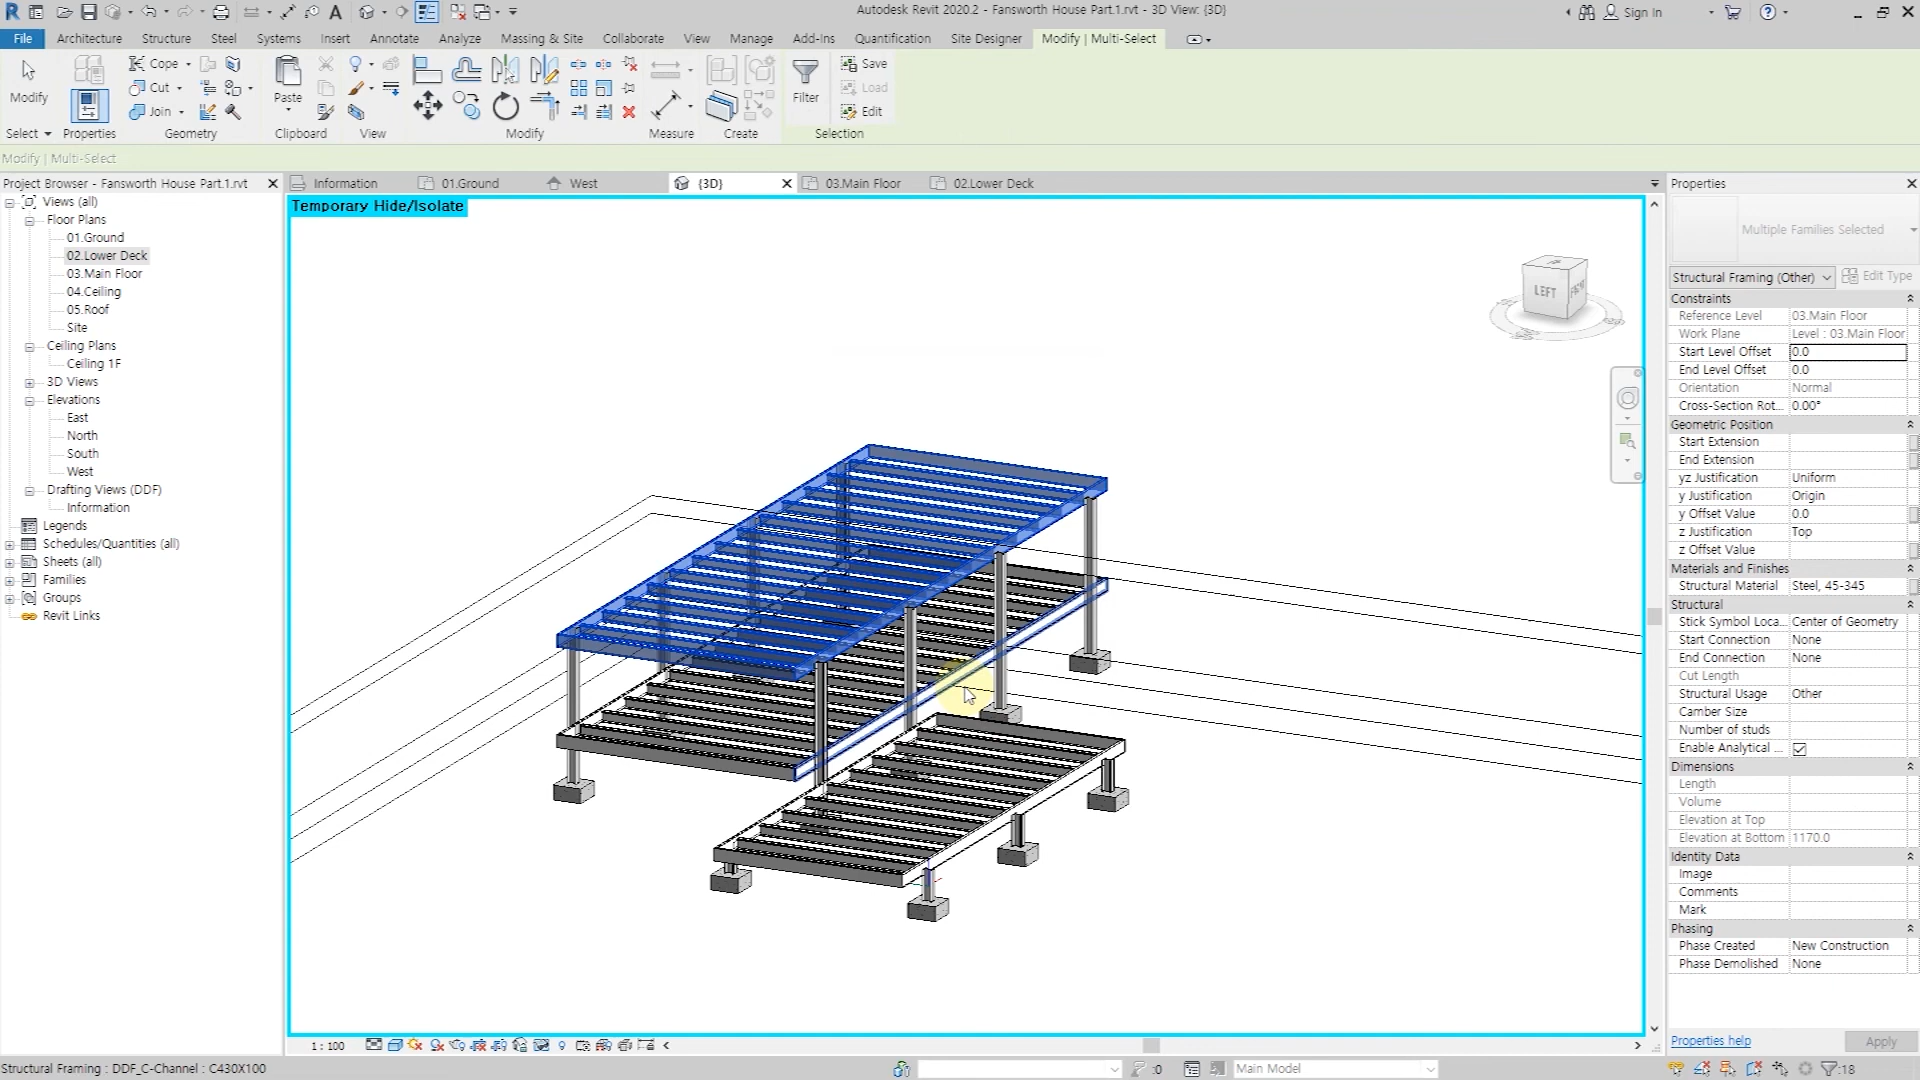 Autodesk Revit 2020.2 - Fansworth House Part.1.rvt - 3D View: {3D}
Sign In
File
Architecture
Structure
Steel
Systems
Insert
Annotate
Analyze
Massing & Site
Collaborate
View
Manage
Add-Ins
Quantification
Site Designer
Modify | Multi-Select
Modify
Cope
Cut
Join
Paste
Filter
Save
Load
Edit
Select
Properties
Geometry
Clipboard
View
Modify
Measure
Create
Selection
Modify | Multi-Select
Project Browser - Fansworth House Part.1.rvt
Information
01.Ground
West
{3D}
03.Main Floor
02.Lower Deck
Properties
Views (all)
Floor Plans
01.Ground
02.Lower Deck
03.Main Floor
04.Ceiling
05.Roof
Site
Ceiling Plans
Ceiling 1F
3D Views
Elevations
East
North
South
West
Drafting Views (DDF)
Information
Legends
Schedules/Quantities (all)
Sheets (all)
Families
Groups
Revit Links
Temporary Hide/Isolate
LEFT
Multiple Families Selected
Structural Framing (Other)
Edit Type
Constraints
Reference Level 03.Main Floor
Work Plane Level : 03.Main Floor
Start Level Offset 0.0
End Level Offset 0.0
Orientation Normal
Cross-Section Rot... 0.00°
Geometric Position
Start Extension
End Extension
yz Justification Uniform
y Justification Origin
y Offset Value 0.0
z Justification Top
z Offset Value
Materials and Finishes
Structural Material Steel, 45-345
Structural
Stick Symbol Loca... Center of Geometry
Start Connection None
End Connection None
Cut Length
Structural Usage Other
Camber Size
Number of studs
Enable Analytical ...
Dimensions
Length
Volume
Elevation at Top
Elevation at Bottom 1170.0
Identity Data
Image
Comments
Mark
Phasing
Phase Created New Construction
Phase Demolished None
Properties help
Apply
1 : 100
Structural Framing : DDF_C-Channel : C430X100
:0
Main Model
:18